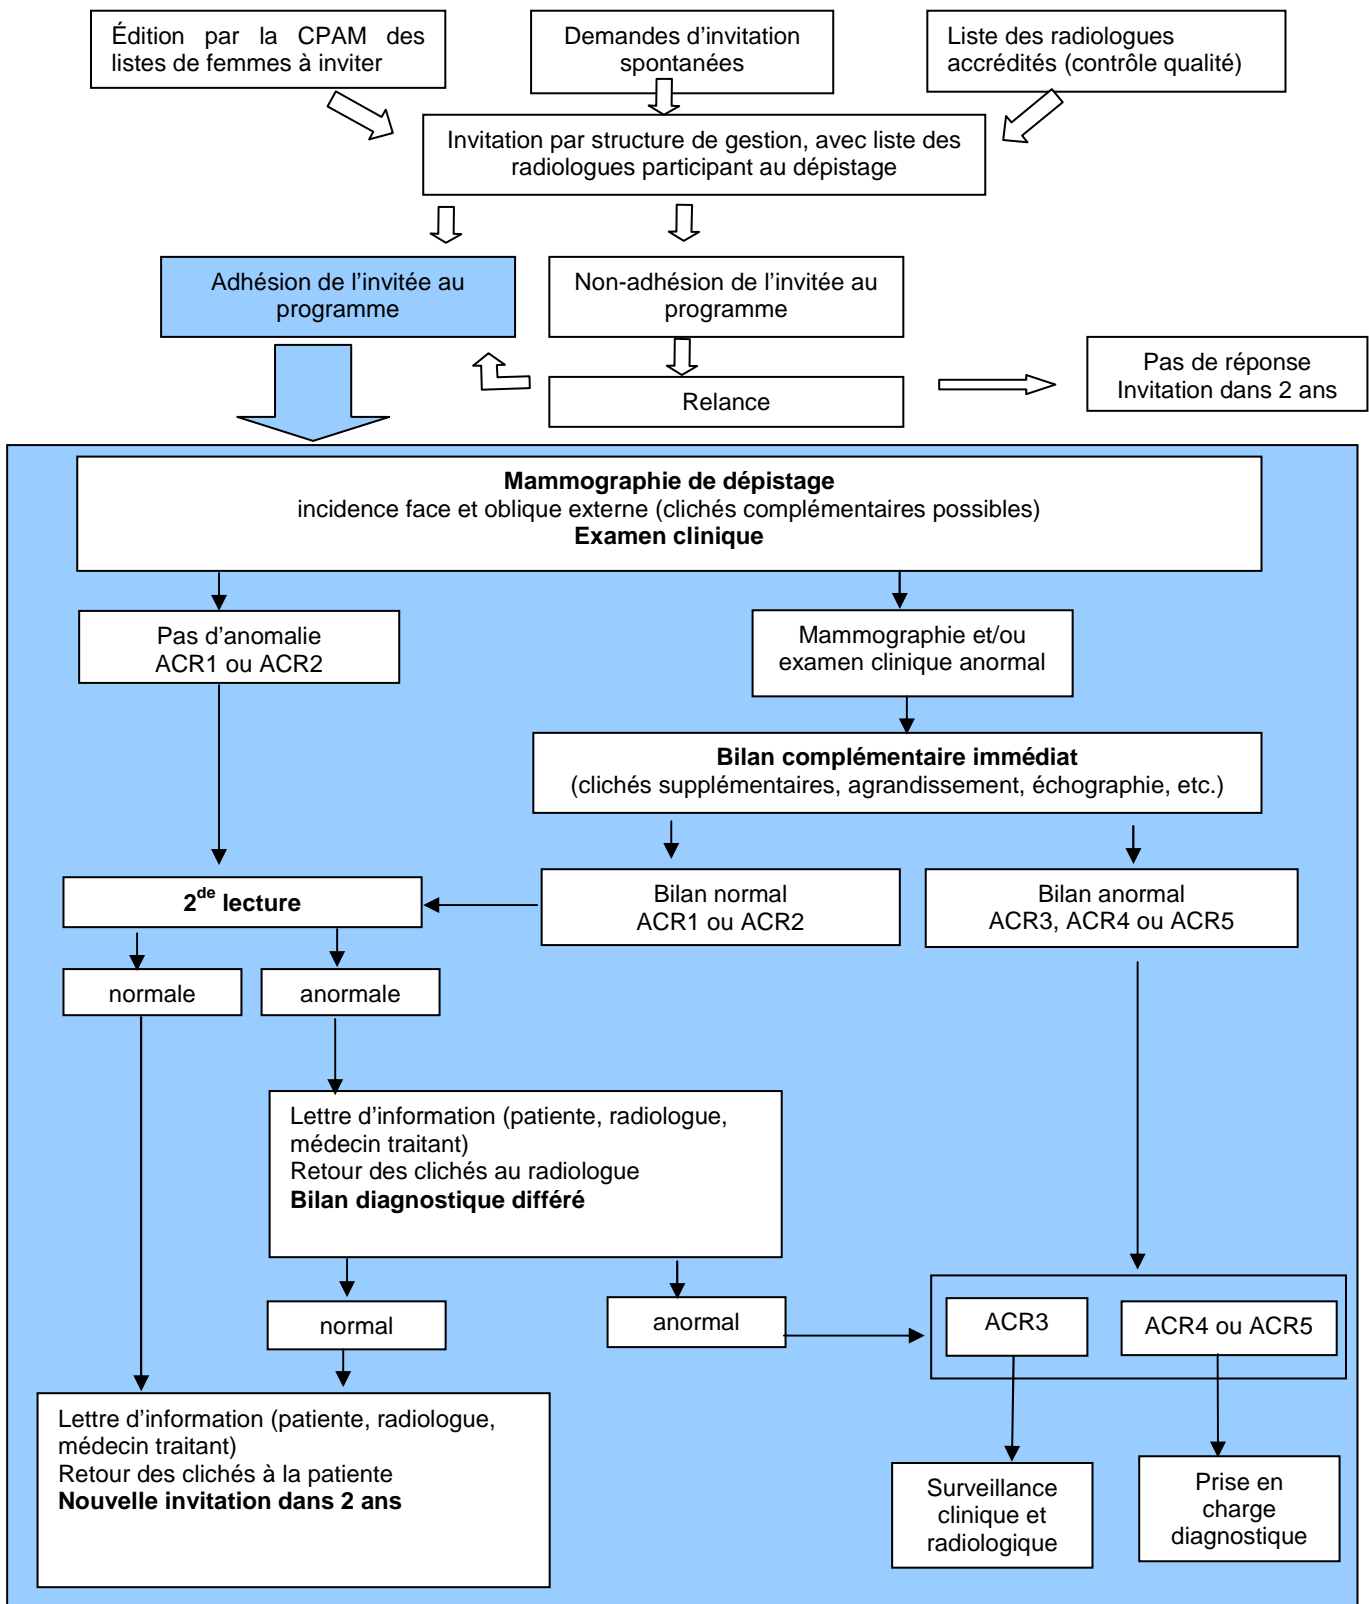 Édition par la CPAM des
listes de femmes à inviter
Demandes d’invitation
spontanées
Liste des radiologues
accrédités (contrôle qualité)
Invitation par structure de gestion, avec liste des
radiologues participant au dépistage
Adhésion de l’invitée au
programme
Non-adhésion de l’invitée au
programme
Relance
Pas de réponse
Invitation dans 2 ans
Mammographie de dépistage
incidence face et oblique externe (clichés complémentaires possibles)
Examen clinique
Pas d’anomalie
ACR1 ou ACR2
Mammographie et/ou
examen clinique anormal
Bilan complémentaire immédiat
(clichés supplémentaires, agrandissement, échographie, etc.)
2de lecture
Bilan normal
ACR1 ou ACR2
Bilan anormal
ACR3, ACR4 ou ACR5
normale
anormale
Lettre d’information (patiente, radiologue,
médecin traitant)
Retour des clichés au radiologue
Bilan diagnostique différé
normal
anormal
ACR3
ACR4 ou ACR5
Lettre d’information (patiente, radiologue,
médecin traitant)
Retour des clichés à la patiente
Nouvelle invitation dans 2 ans
Surveillance
clinique et
radiologique
Prise en
charge
diagnostique